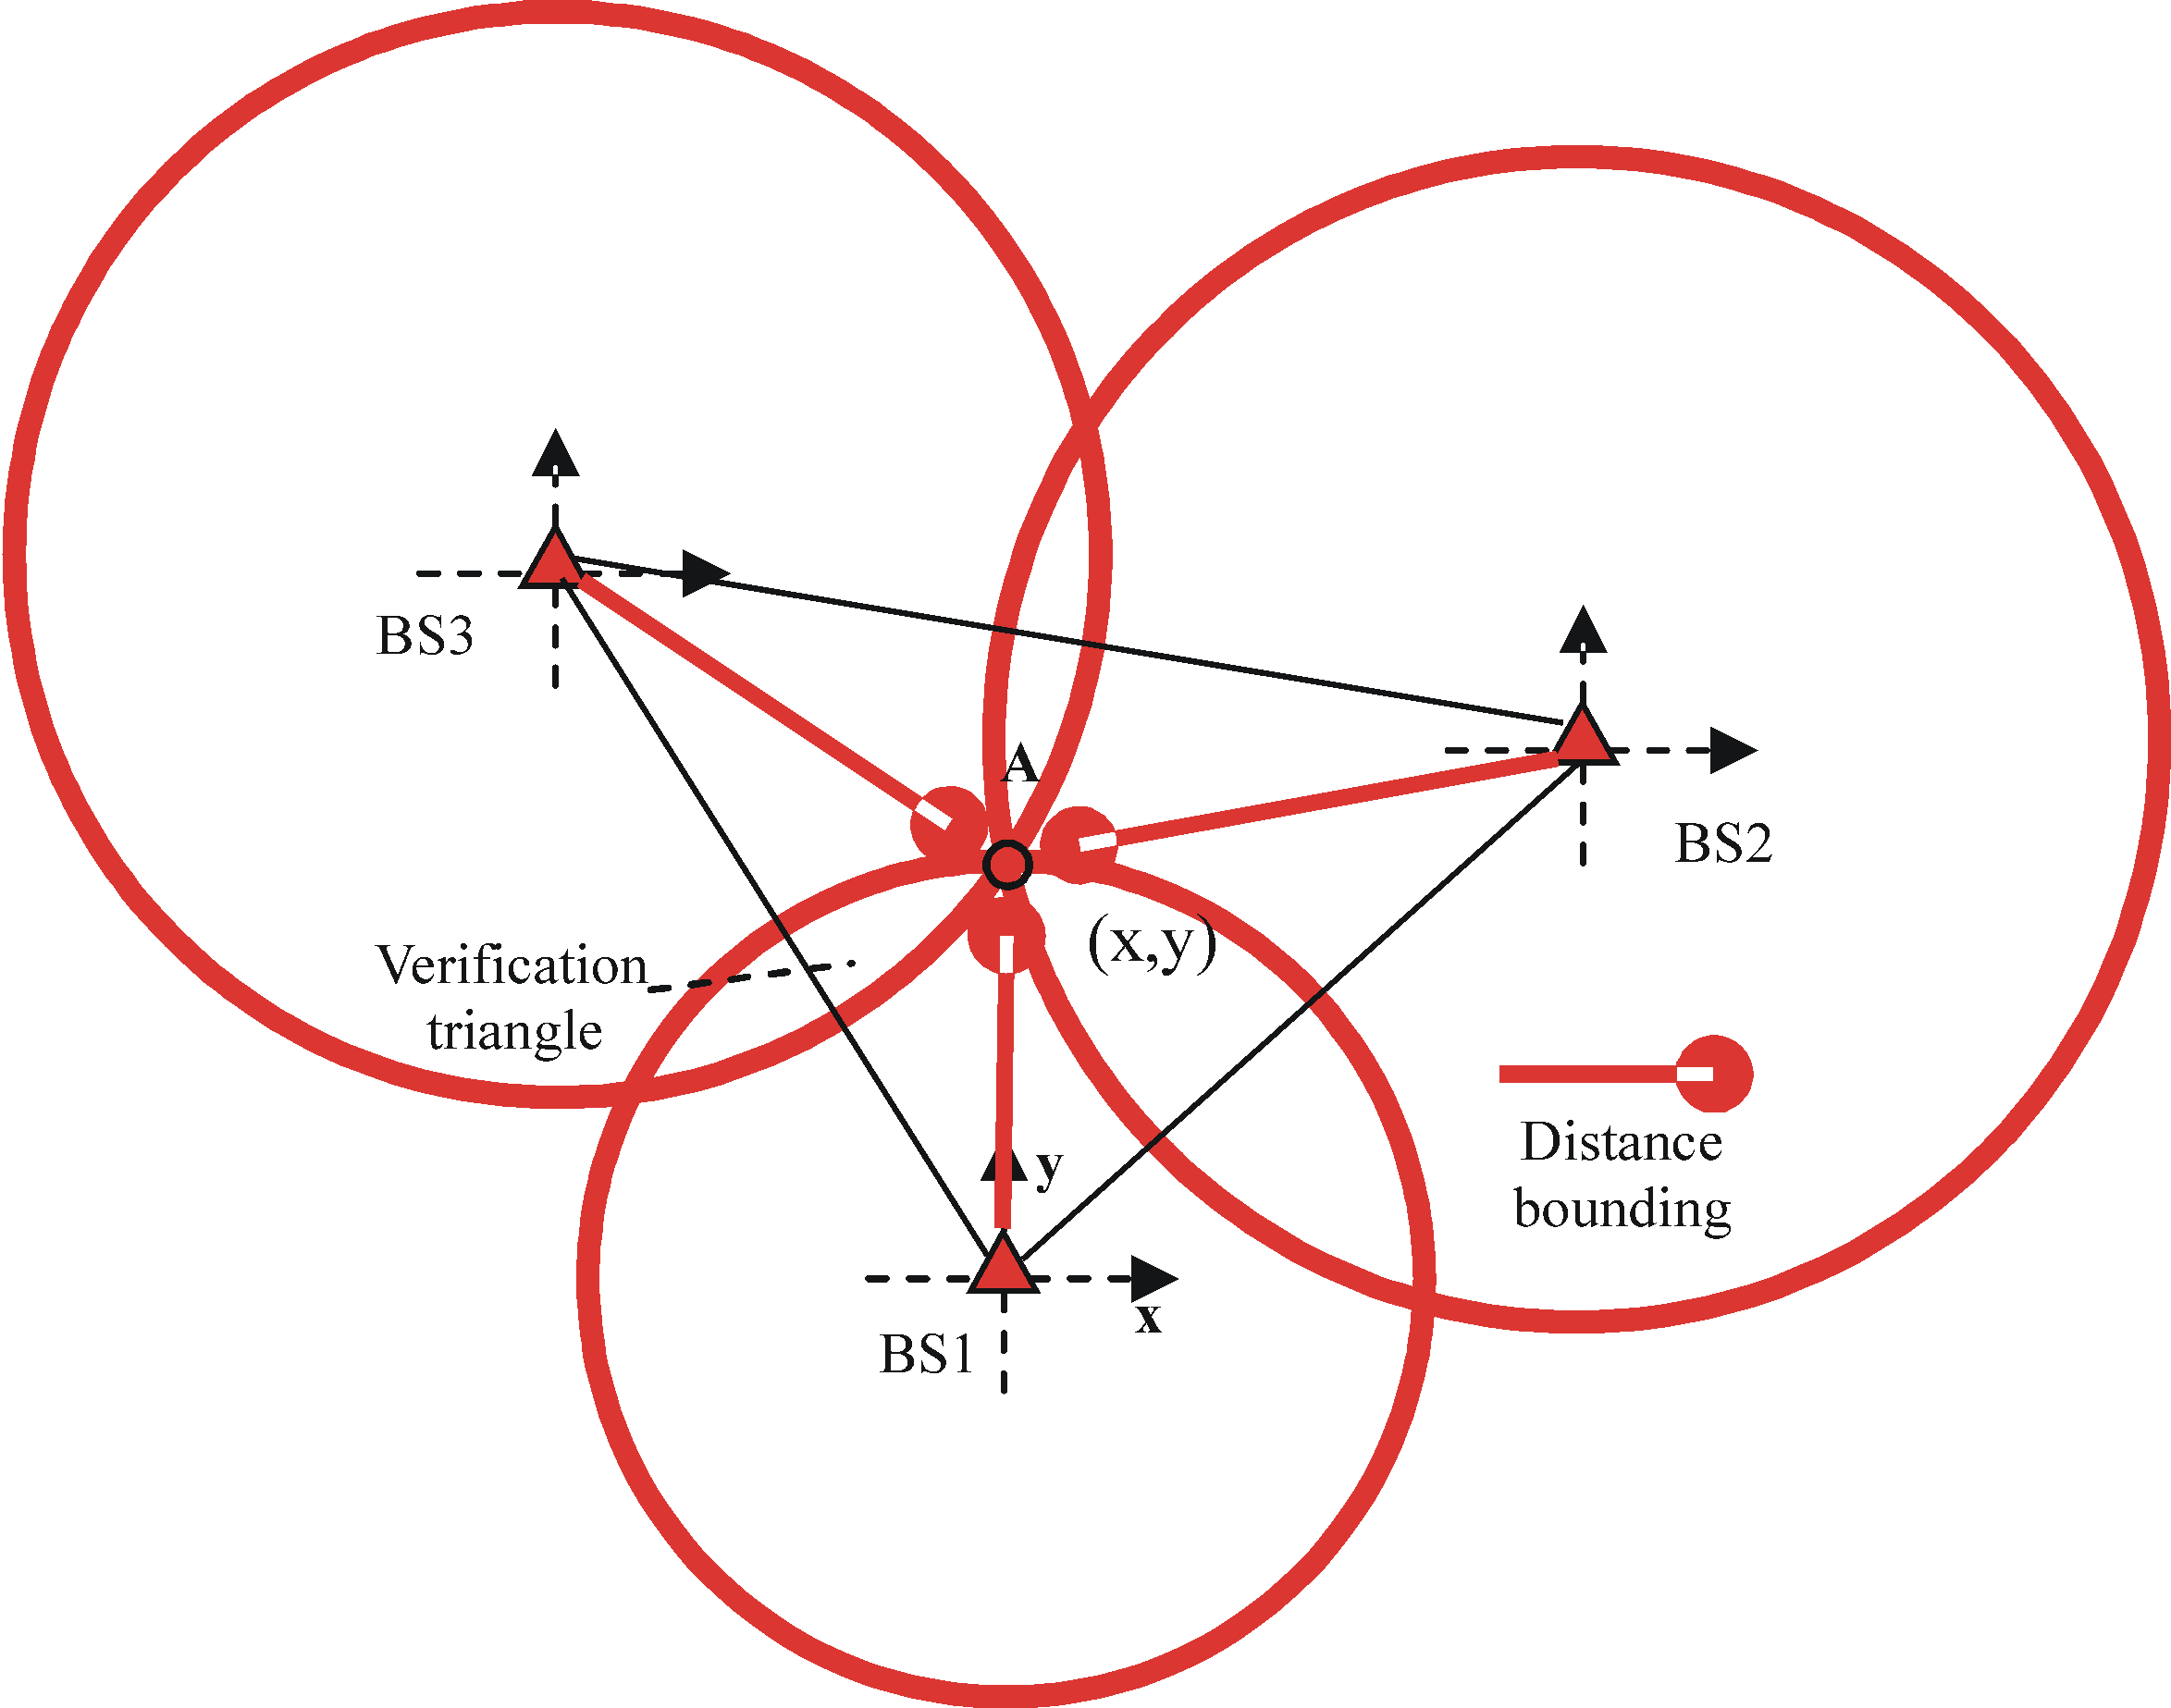 BS3
A
BS2
(x,y)
Verification
triangle
Distance
bounding
y
x
BS1